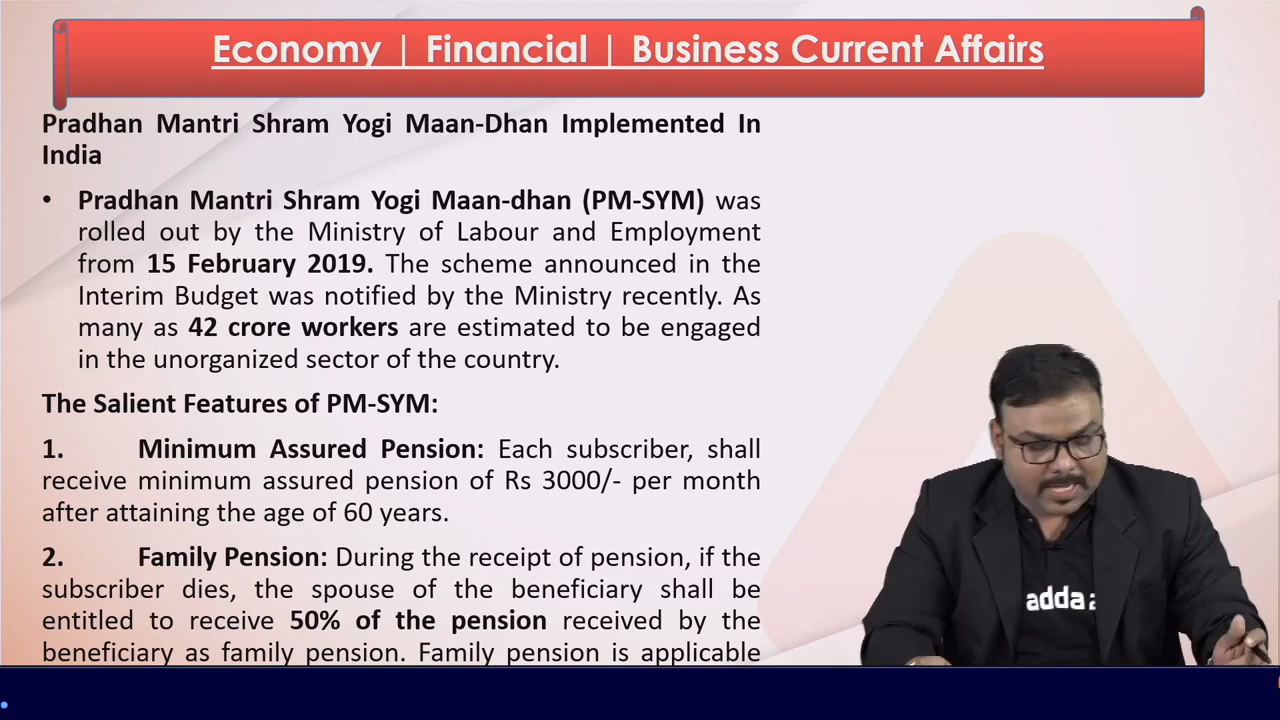 Economy | Financial | Business Current Affairs
Pradhan Mantri Shram Yogi Maan-Dhan Implemented In
India
• Pradhan Mantri Shram Yogi Maan-dhan (PM-SYM) was
rolled out by the Ministry of Labour and Employment
from 15 February 2019. The scheme announced in the
Interim Budget was notified by the Ministry recently. As
many as 42 crore workers are estimated to be engaged
in the unorganized sector of the country.
The Salient Features of PM-SYM:
1. Minimum Assured Pension: Each subscriber, shall
receive minimum assured pension of Rs 3000/- per month
after attaining the age of 60 years.
2. Family Pension: During the receipt of pension, if the
subscriber dies, the spouse of the beneficiary shall be
entitled to receive 50% of the pension received by the
beneficiary as family pension. Family pension is applicable
adda